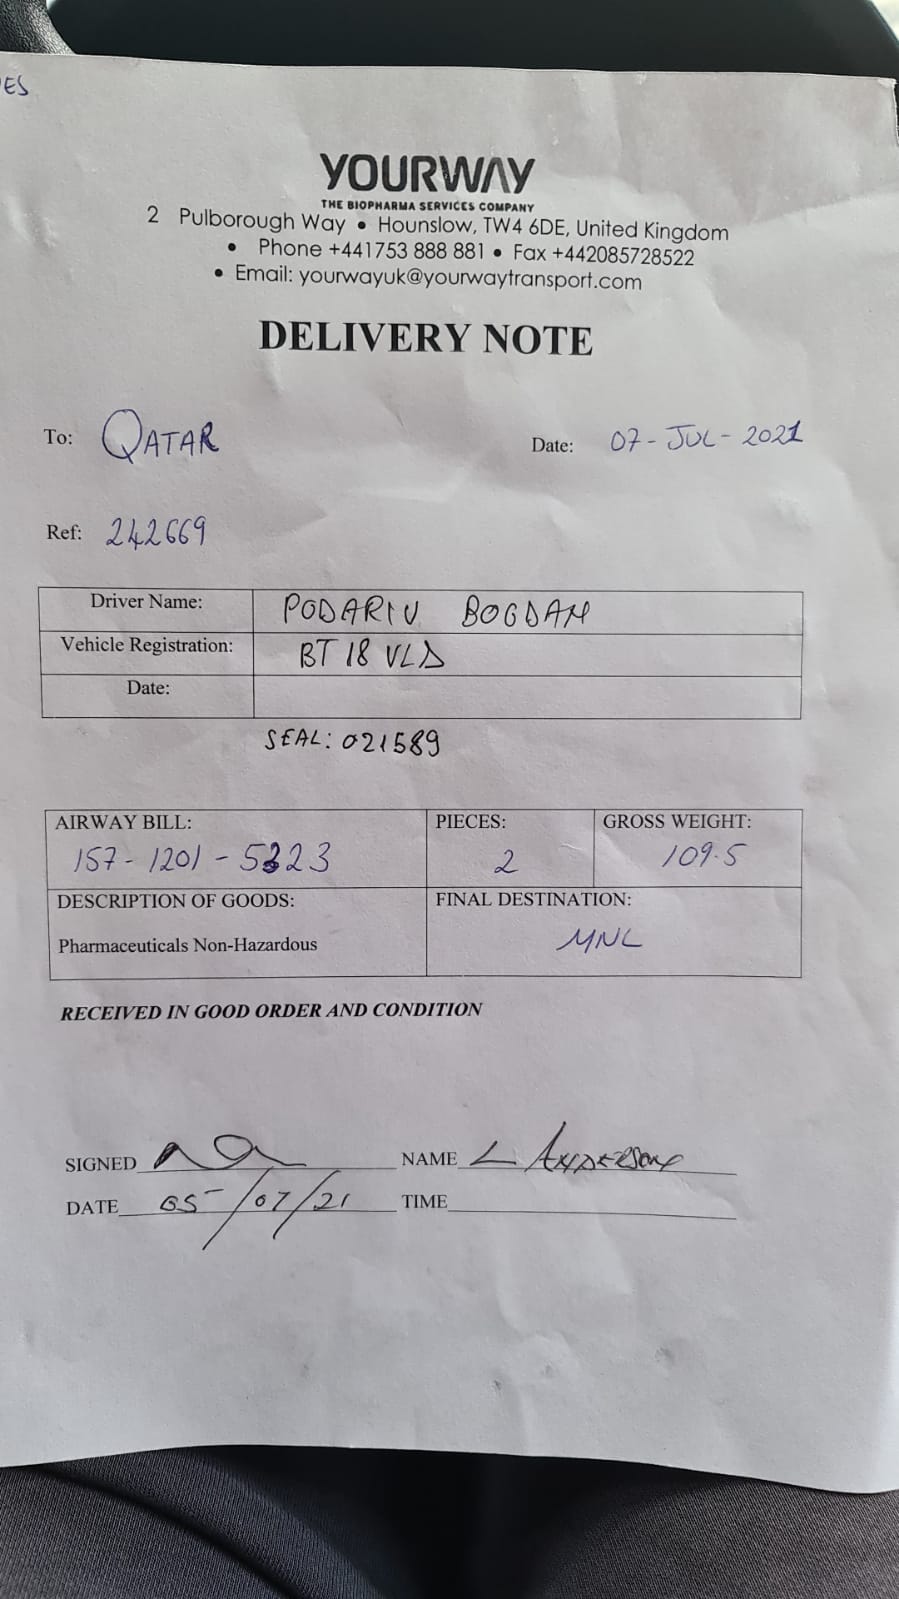 ES
YOURWAY
THE BIOPHARMA SERVICES COMPANY
2 Pulborough Way • Hounslow, TW4 6DE, United Kingdom
• Phone +441753 888 881 • Fax +442085728522
• Email: yourwayuk@yourwaytransport.com
DELIVERY NOTE
To: QATAR Date: 07-JUL-2021
Ref: 242669
Driver Name: PODARIU BOGDAN
Vehicle Registration: BT 18 VLD
Date:
SEAL: 021589
AIRWAY BILL: PIECES: GROSS WEIGHT:
157-1201-5323 2 109.5
DESCRIPTION OF GOODS: FINAL DESTINATION:
Pharmaceuticals Non-Hazardous MNL
RECEIVED IN GOOD ORDER AND CONDITION
SIGNED NAME L ANDERSON
DATE 05/07/21 TIME